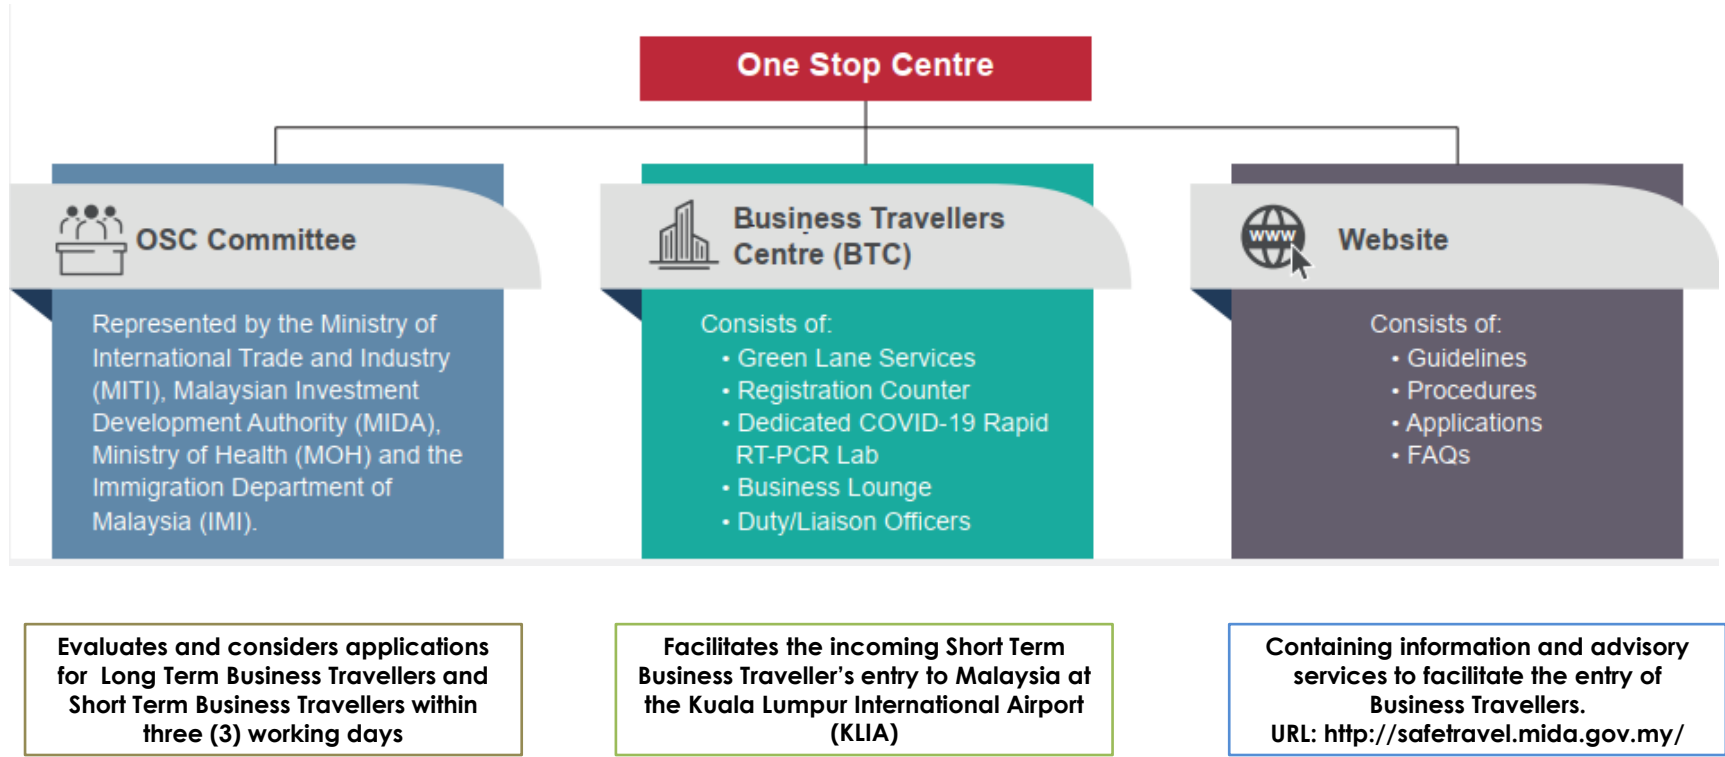 One Stop Centre
OSC Committee
Represented by the Ministry of
International Trade and Industry
(MITI), Malaysian Investment
Development Authority (MIDA),
Ministry of Health (MOH) and the
Immigration Department of
Malaysia (IMI).
Business Travellers
Centre (BTC)
Consists of:
• Green Lane Services
• Registration Counter
• Dedicated COVID-19 Rapid
RT-PCR Lab
• Business Lounge
• Duty/Liaison Officers
www
Website
Consists of:
• Guidelines
• Procedures
• Applications
• FAQs
Evaluates and considers applications
for Long Term Business Travellers and
Short Term Business Travellers within
three (3) working days
Facilitates the incoming Short Term
Business Traveller’s entry to Malaysia at
the Kuala Lumpur International Airport
(KLIA)
Containing information and advisory
services to facilitate the entry of
Business Travellers.
URL: http://safetravel.mida.gov.my/